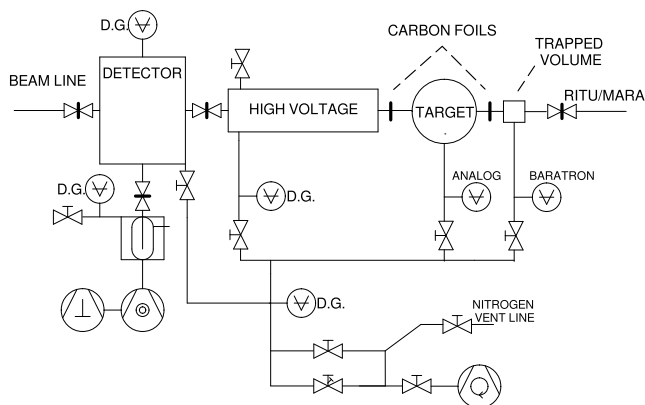 D.G.
CARBON FOILS
TRAPPED
VOLUME
BEAM LINE
DETECTOR
RITU/MARA
HIGH VOLTAGE
TARGET
D.G.
D.G.
ANALOG
BARATRON
D.G.
NITROGEN
VENT LINE